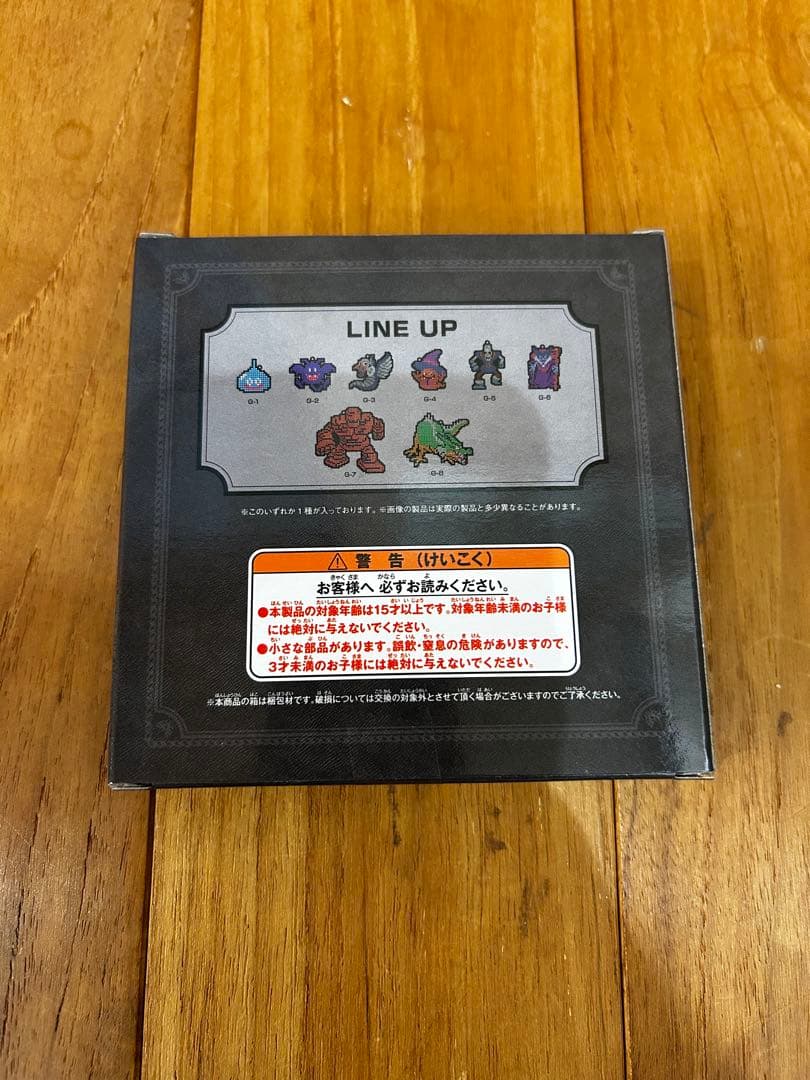 LINE UP
G-1 G-2 G-3 G-4 G-5 G-6
G-7 G-8
※このいずれか1種が入っております。※画像の製品は実際の製品と多少異なることがあります。
警告(けいこく)
お客様へ 必ずお読みください。
●本製品の対象年齢は15才以上です。対象年齢未満のお子様
には絶対に与えないでください。
●小さな部品があります。誤飲・窒息の危険がありますので、
3才未満のお子様には絶対に与えないでください。
※本商品の箱は梱包材です。破損については交換の対象外とさせて頂く場合がございますのでご了承ください。